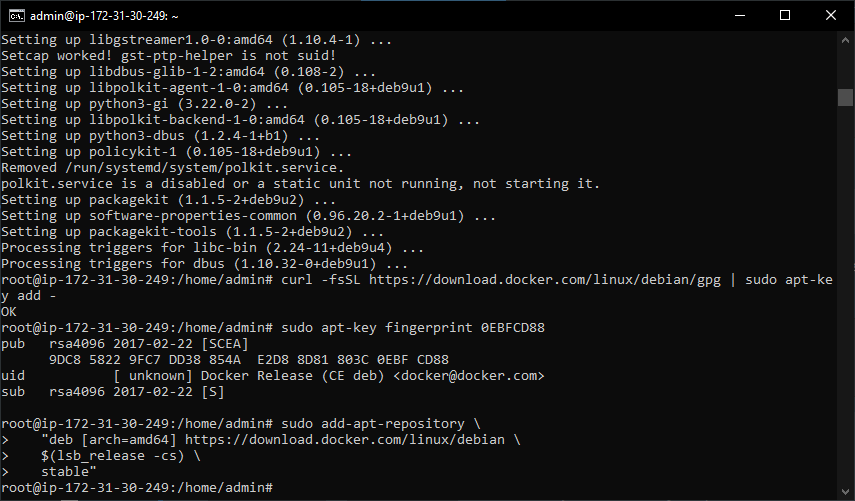 admin@ip-172-31-30-249: ~
Setting up libgstreamer1.0-0:amd64 (1.10.4-1) ...
Setcap worked! gst-ptp-helper is not suid!
Setting up libdbus-glib-1-2:amd64 (0.108-2) ...
Setting up libpolkit-agent-1-0:amd64 (0.105-18+deb9u1) ...
Setting up python3-gi (3.22.0-2) ...
Setting up libpolkit-backend-1-0:amd64 (0.105-18+deb9u1) ...
Setting up python3-dbus (1.2.4-1+b1) ...
Setting up policykit-1 (0.105-18+deb9u1) ...
Removed /run/systemd/system/polkit.service.
polkit.service is a disabled or a static unit not running, not starting it.
Setting up packagekit (1.1.5-2+deb9u2) ...
Setting up software-properties-common (0.96.20.2-1+deb9u1) ...
Setting up packagekit-tools (1.1.5-2+deb9u2) ...
Processing triggers for libc-bin (2.24-11+deb9u4) ...
Processing triggers for dbus (1.10.32-0+deb9u1) ...
root@ip-172-31-30-249:/home/admin# curl -fsSL https://download.docker.com/linux/debian/gpg | sudo apt-ke
y add -
OK
root@ip-172-31-30-249:/home/admin# sudo apt-key fingerprint 0EBFCD88
pub   rsa4096 2017-02-22 [SCEA]
      9DC8 5822 9FC7 DD38 854A  E2D8 8D81 803C 0EBF CD88
uid           [ unknown] Docker Release (CE deb) <docker@docker.com>
sub   rsa4096 2017-02-22 [S]
root@ip-172-31-30-249:/home/admin# sudo add-apt-repository \
>    "deb [arch=amd64] https://download.docker.com/linux/debian \
>    $(lsb_release -cs) \
>    stable"
root@ip-172-31-30-249:/home/admin#